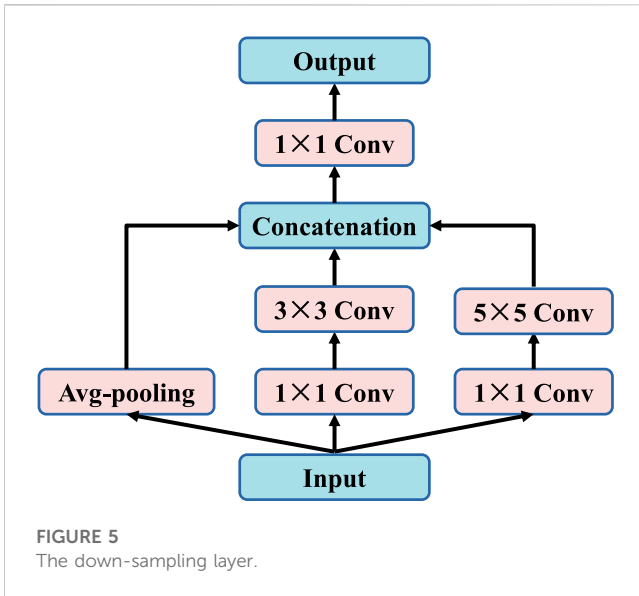 Output
1×1 Conv
Concatenation
3×3 Conv
5×5 Conv
Avg-pooling
1×1 Conv
1×1 Conv
Input
FIGURE 5
The down-sampling layer.